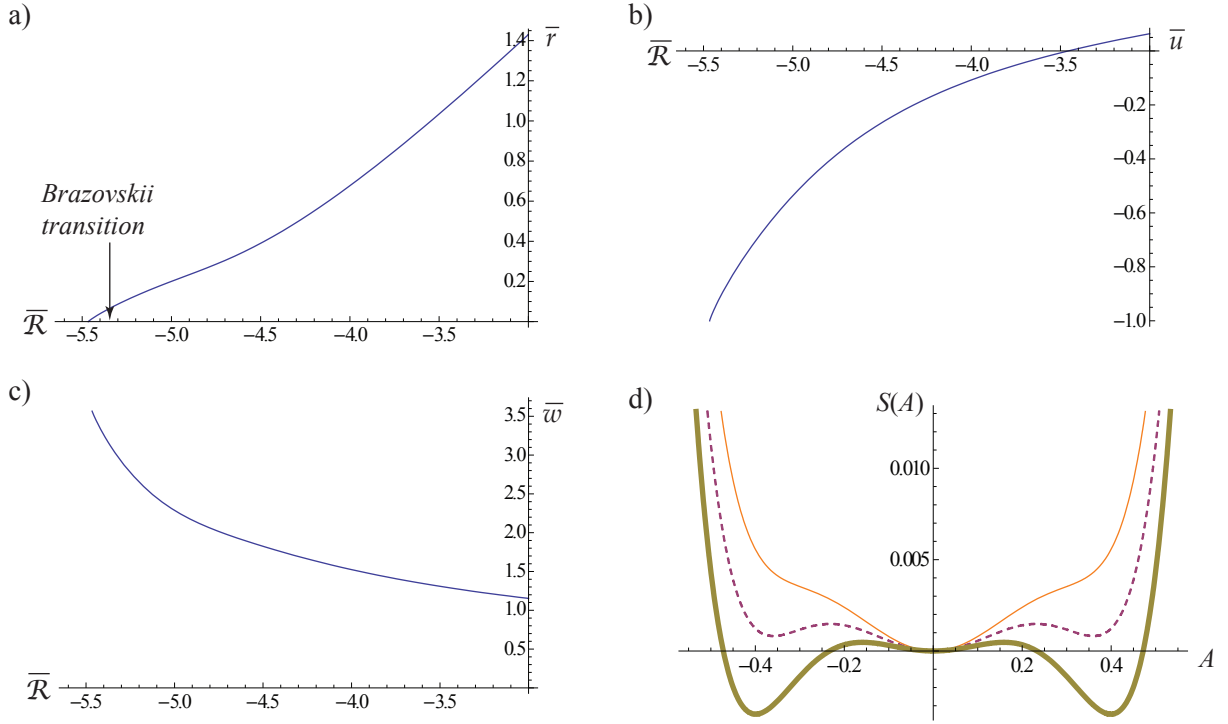 a)
r̅
1.4
1.2
1.0
0.8
0.6
0.4
0.2
Brazovskii
transition
ℛ̅
−5.5 −5.0 −4.5 −4.0 −3.5
b)
u̅
ℛ̅
−5.5 −5.0 −4.5 −4.0 −3.5
−0.2
−0.4
−0.6
−0.8
−1.0
c)
w̅
3.5
3.0
2.5
2.0
1.5
1.0
0.5
ℛ̅
−5.5 −5.0 −4.5 −4.0 −3.5
d)
S(A)
0.010
0.005
−0.4 −0.2 0.2 0.4 A